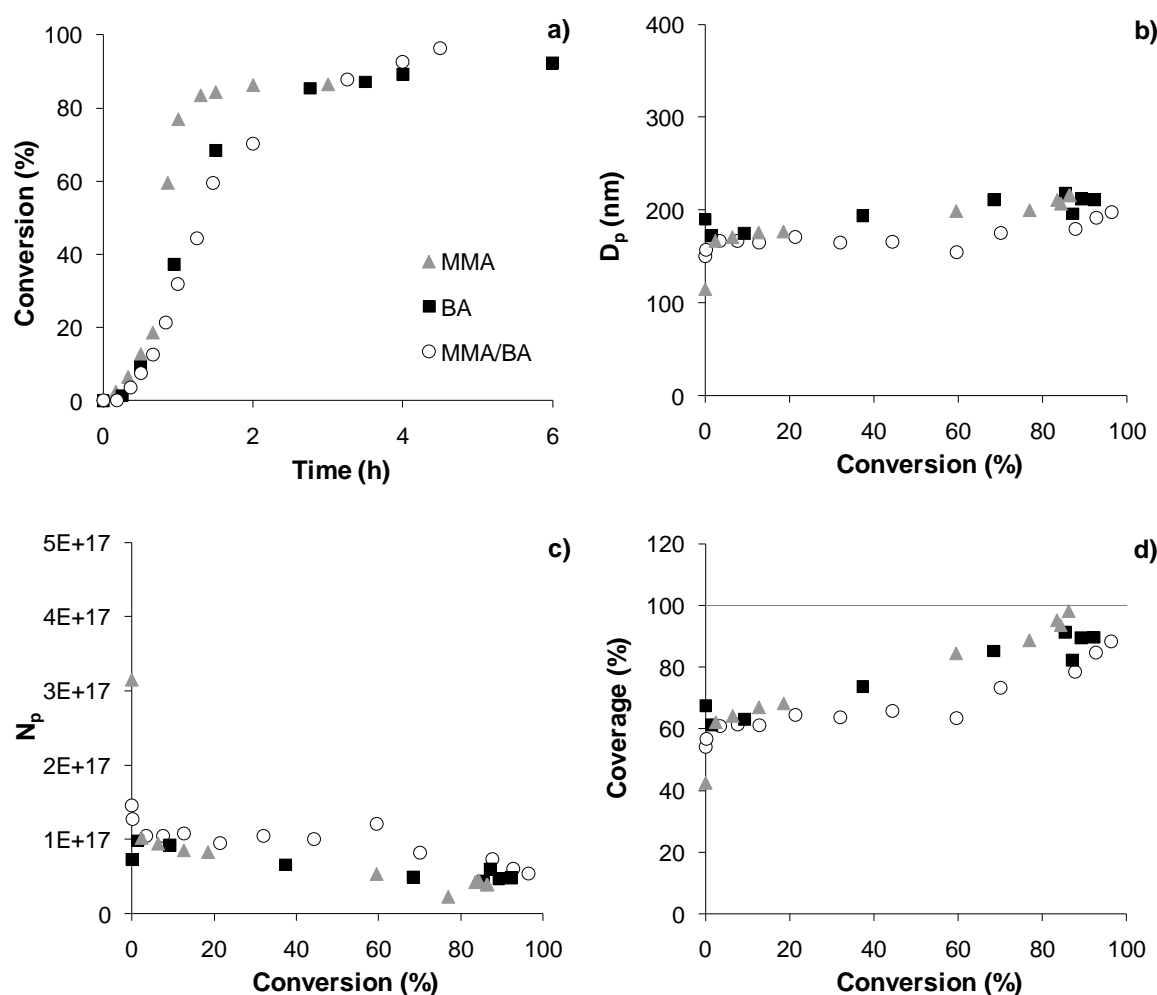 a)
100
80
60
40
20
0
Conversion (%)
MMA
BA
MMA/BA
0 2 4 6
Time (h)
b)
400
300
200
100
0
Dp (nm)
0 20 40 60 80 100
Conversion (%)
c)
5E+17
4E+17
3E+17
2E+17
1E+17
0
Np
0 20 40 60 80 100
Conversion (%)
d)
120
100
80
60
40
20
0
Coverage (%)
0 20 40 60 80 100
Conversion (%)